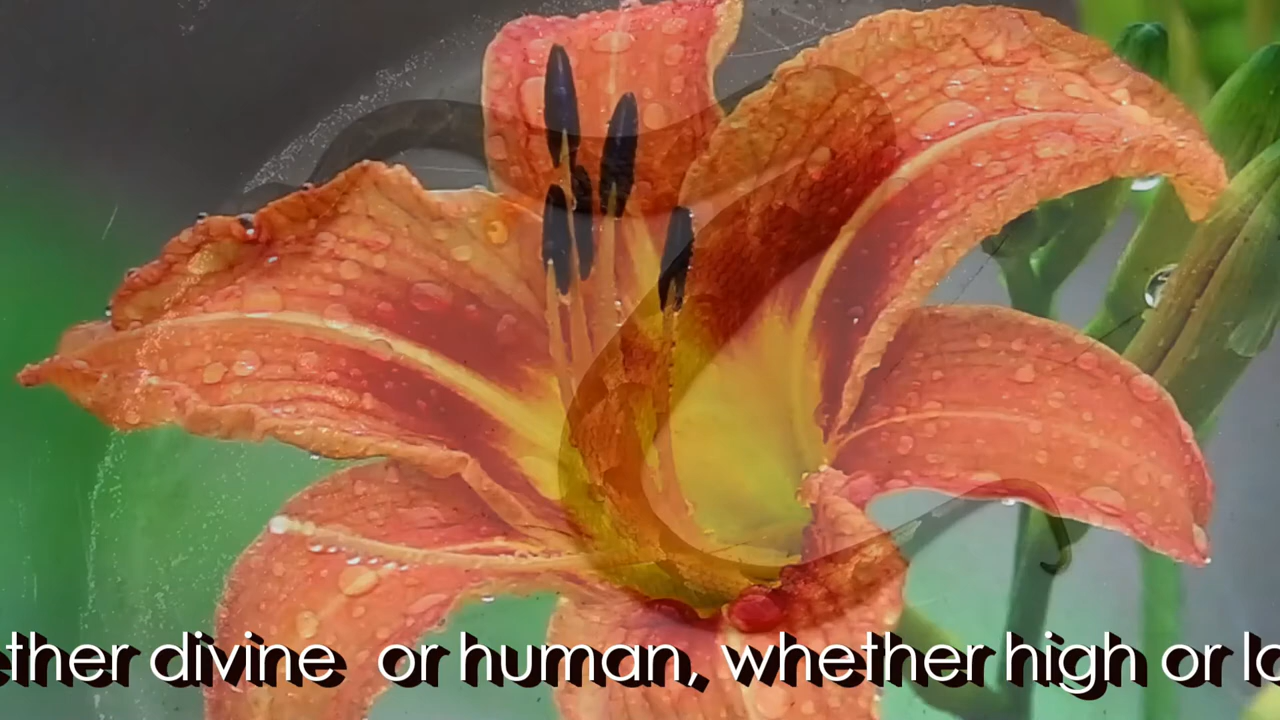 ther divine or human, whether high or lo